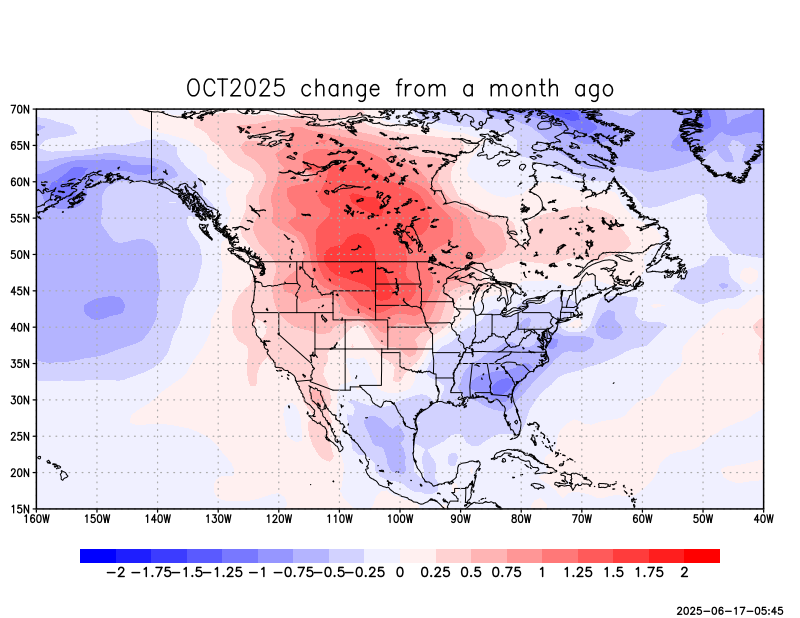 OCT2025 change from a month ago
70N
65N
60N
55N
50N
45N
40N
35N
30N
25N
20N
15N
160W 150W 140W 130W 120W 110W 100W 90W 80W 70W 60W 50W 40W
−2 −1.75 −1.5 −1.25 −1 −0.75 −0.5 −0.25 0 0.25 0.5 0.75 1 1.25 1.5 1.75 2
2025-06-17-05:45